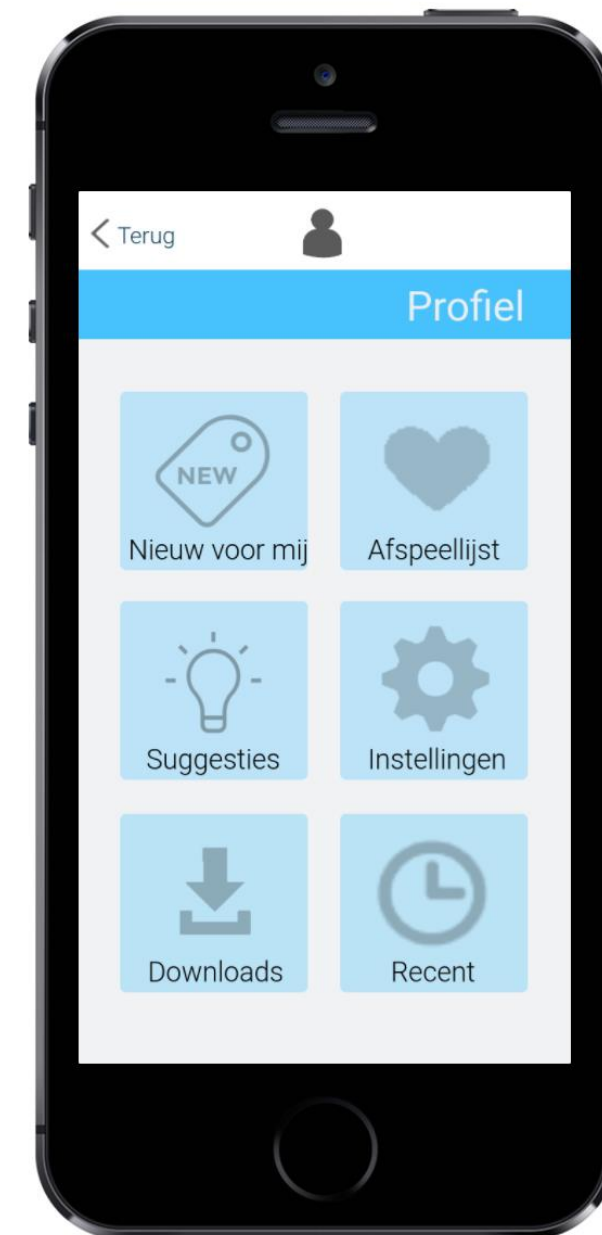 Terug
Profiel
NEW
Nieuw voor mij
Afspeellijst
Suggesties
Instellingen
Downloads
Recent